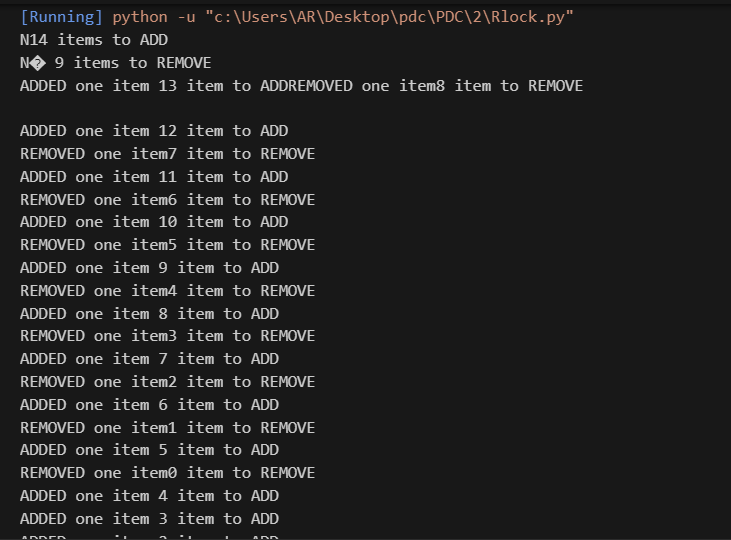 [Running] python -u "c:\Users\AR\Desktop\pdc\PDC\2\Rlock.py"
N14 items to ADD
N� 9 items to REMOVE
ADDED one item 13 item to ADDREMOVED one item8 item to REMOVE
ADDED one item 12 item to ADD
REMOVED one item7 item to REMOVE
ADDED one item 11 item to ADD
REMOVED one item6 item to REMOVE
ADDED one item 10 item to ADD
REMOVED one item5 item to REMOVE
ADDED one item 9 item to ADD
REMOVED one item4 item to REMOVE
ADDED one item 8 item to ADD
REMOVED one item3 item to REMOVE
ADDED one item 7 item to ADD
REMOVED one item2 item to REMOVE
ADDED one item 6 item to ADD
REMOVED one item1 item to REMOVE
ADDED one item 5 item to ADD
REMOVED one item0 item to REMOVE
ADDED one item 4 item to ADD
ADDED one item 3 item to ADD
ADDED one item 2 item to ADD